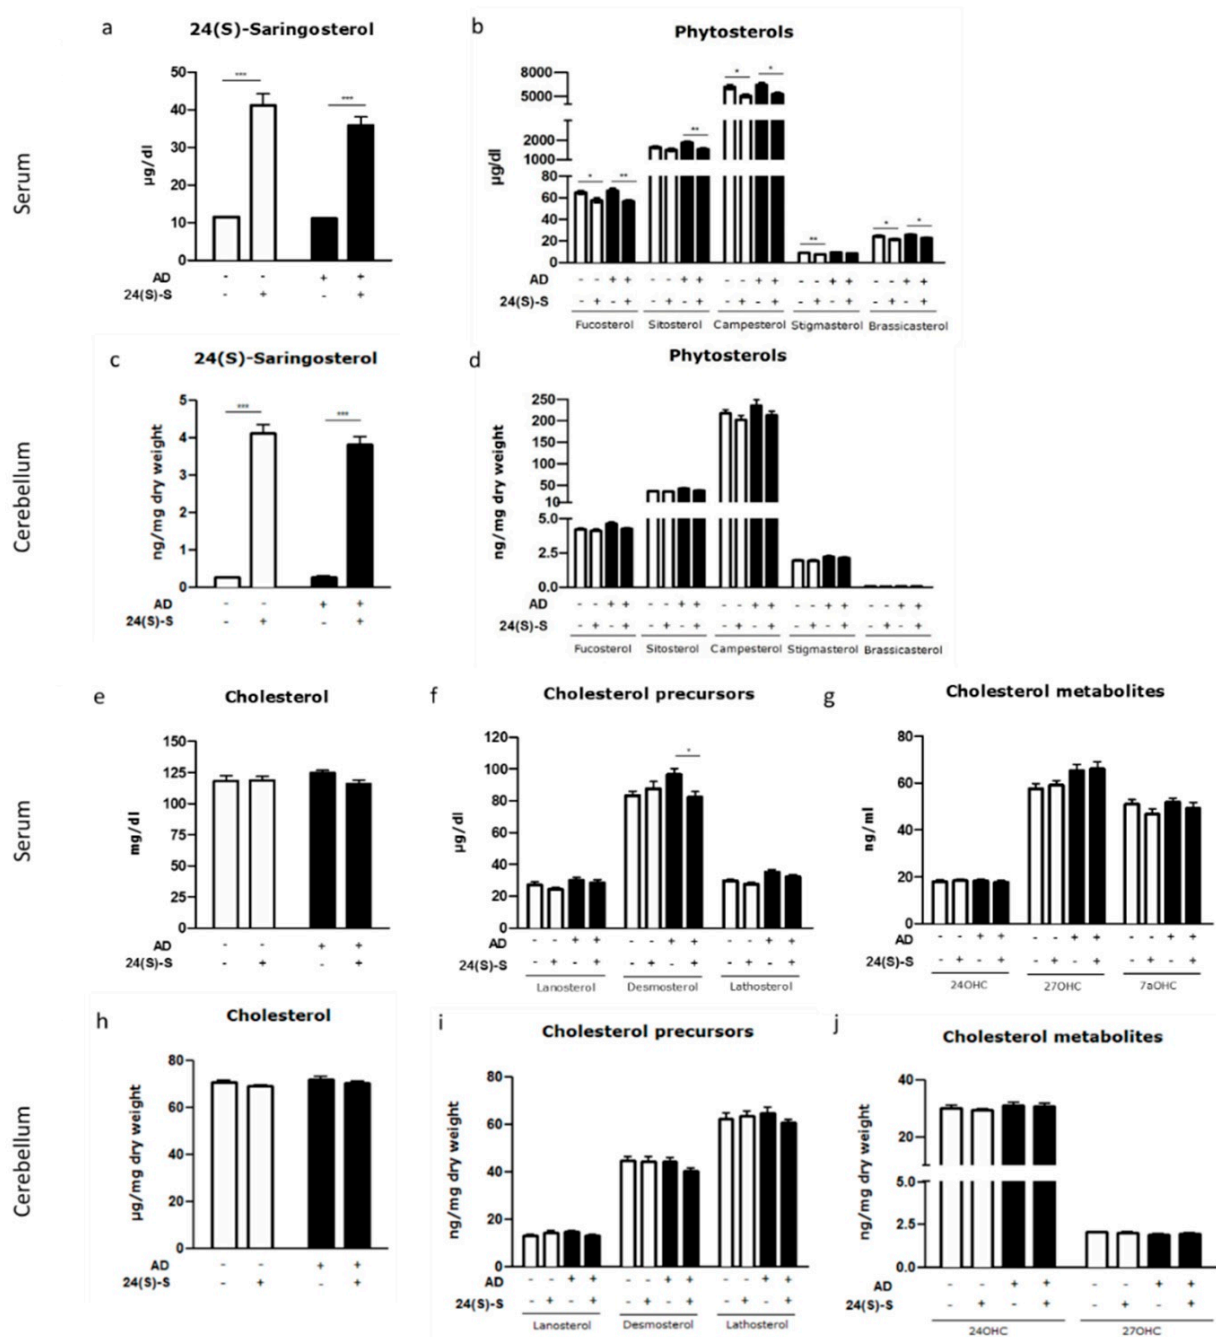 a
24(S)-Saringosterol
Serum
µg/dl
50
40
30
20
10
0
***
***
AD - - + +
24(S)-S - + +
b
Phytosterols
µg/dl
8000
5000
2000
1000
80
60
40
20
0
* **
**
* *
**
* *
AD - - + + - - + + - - + + - - + + - - + +
24(S)-S - + - + - + - + - + - + - + - + - + - +
Fucosterol Sitosterol Campesterol Stigmasterol Brassicasterol
c
24(S)-Saringosterol
Cerebellum
ng/mg dry weight
5
4
3
2
1
0
***
***
AD - - + +
24(S)-S - + - +
d
Phytosterols
ng/mg dry weight
250
200
150
100
50
10
5.0
2.5
0.0
AD - - + + - - + + - - + + - - + + - - + +
24(S)-S - + - + - + - + - + - + - + - + - + - +
Fucosterol Sitosterol Campesterol Stigmasterol Brassicasterol
e
Cholesterol
Serum
mg/dl
150
125
100
75
50
25
0
AD - - + +
24(S)-S - + - +
f
Cholesterol precursors
µg/dl
120
100
80
60
40
20
0
*
AD - - + + - - + + - - + +
24(S)-S - + - + - + - + - + - +
Lanosterol Desmosterol Lathosterol
g
Cholesterol metabolites
ng/ml
80
60
40
20
0
AD - - + + - - + + - - + +
24(S)-S - + - + - + - + - + - +
24OHC 27OHC 7aOHC
h
Cholesterol
Cerebellum
µg/mg dry weight
80
60
40
20
0
AD - - + +
24(S)-S - + - +
i
Cholesterol precursors
ng/mg dry weight
80
60
40
20
0
AD - - + + - - + + - - + +
24(S)-S - + - + - + - + - + - +
Lanosterol Desmosterol Lathosterol
j
Cholesterol metabolites
ng/mg dry weight
40
20
5.0
2.5
0.0
AD - - + + - - + +
24(S)-S - + - + - + - +
24OHC 27OHC